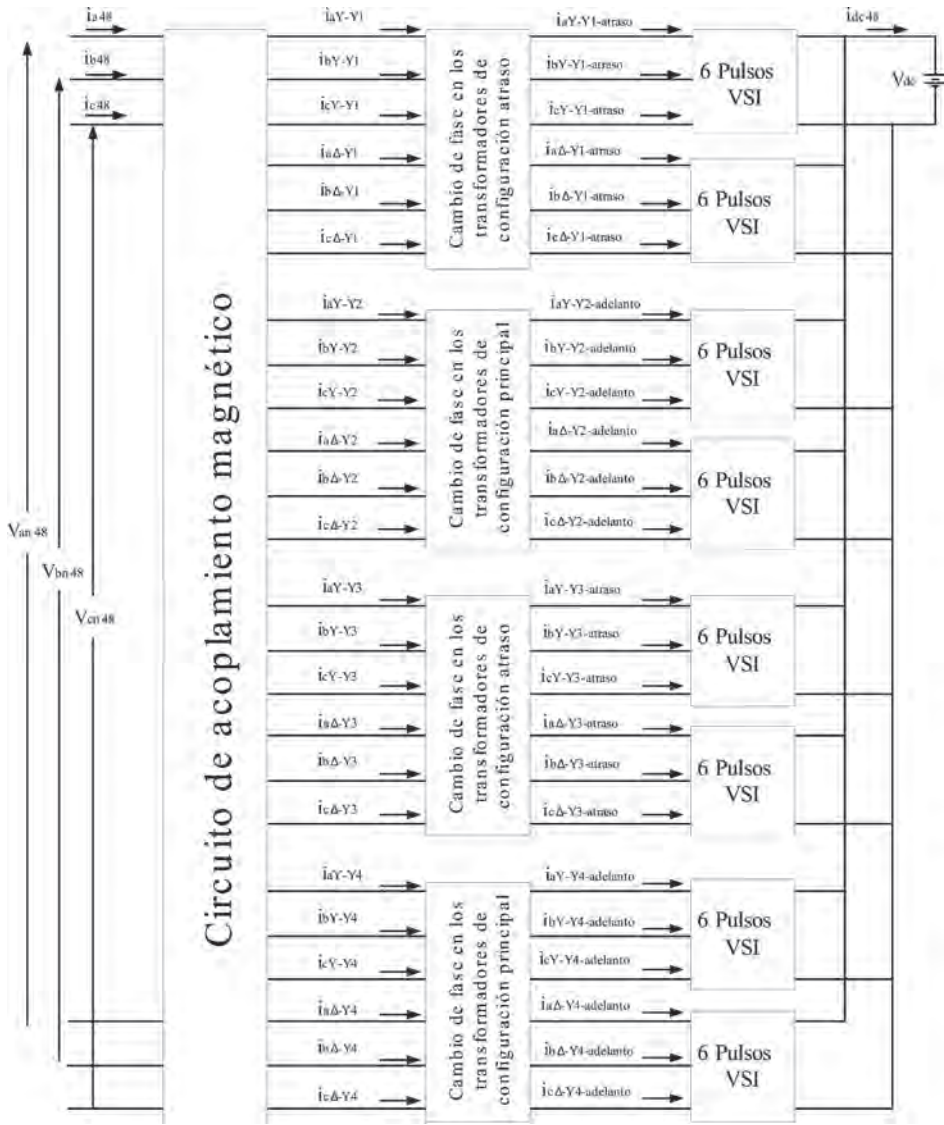 ia48
ib48
ic48
Van 48
Vbn 48
Vcn 48
Circuito de acoplamiento magnético
iaY-Y1
ibY-Y1
icY-Y1
iaΔ-Y1
ibΔ-Y1
icΔ-Y1
Cambio de fase en los
transformadores de
configuración atraso
iaY-Y1-atraso
ibY-Y1-atraso
icY-Y1-atraso
iaΔ-Y1-atraso
ibΔ-Y1-atraso
icΔ-Y1-atraso
6 Pulsos
VSI
6 Pulsos
VSI
idc48
Vdc
iaY-Y2
ibY-Y2
icY-Y2
iaΔ-Y2
ibΔ-Y2
icΔ-Y2
Cambio de fase en los
transformadores de
configuración principal
iaY-Y2-adelanto
ibY-Y2-adelanto
icY-Y2-adelanto
iaΔ-Y2-adelanto
ibΔ-Y2-adelanto
icΔ-Y2-adelanto
6 Pulsos
VSI
6 Pulsos
VSI
iaY-Y3
ibY-Y3
icY-Y3
iaΔ-Y3
ibΔ-Y3
icΔ-Y3
Cambio de fase en los
transformadores de
configuración atraso
iaY-Y3-atraso
ibY-Y3-atraso
icY-Y3-atraso
iaΔ-Y3-atraso
ibΔ-Y3-atraso
icΔ-Y3-atraso
6 Pulsos
VSI
6 Pulsos
VSI
iaY-Y4
ibY-Y4
icY-Y4
iaΔ-Y4
ibΔ-Y4
icΔ-Y4
Cambio de fase en los
transformadores de
configuración principal
iaY-Y4-adelanto
ibY-Y4-adelanto
icY-Y4-adelanto
iaΔ-Y4-adelanto
ibΔ-Y4-adelanto
icΔ-Y4-adelanto
6 Pulsos
VSI
6 Pulsos
VSI